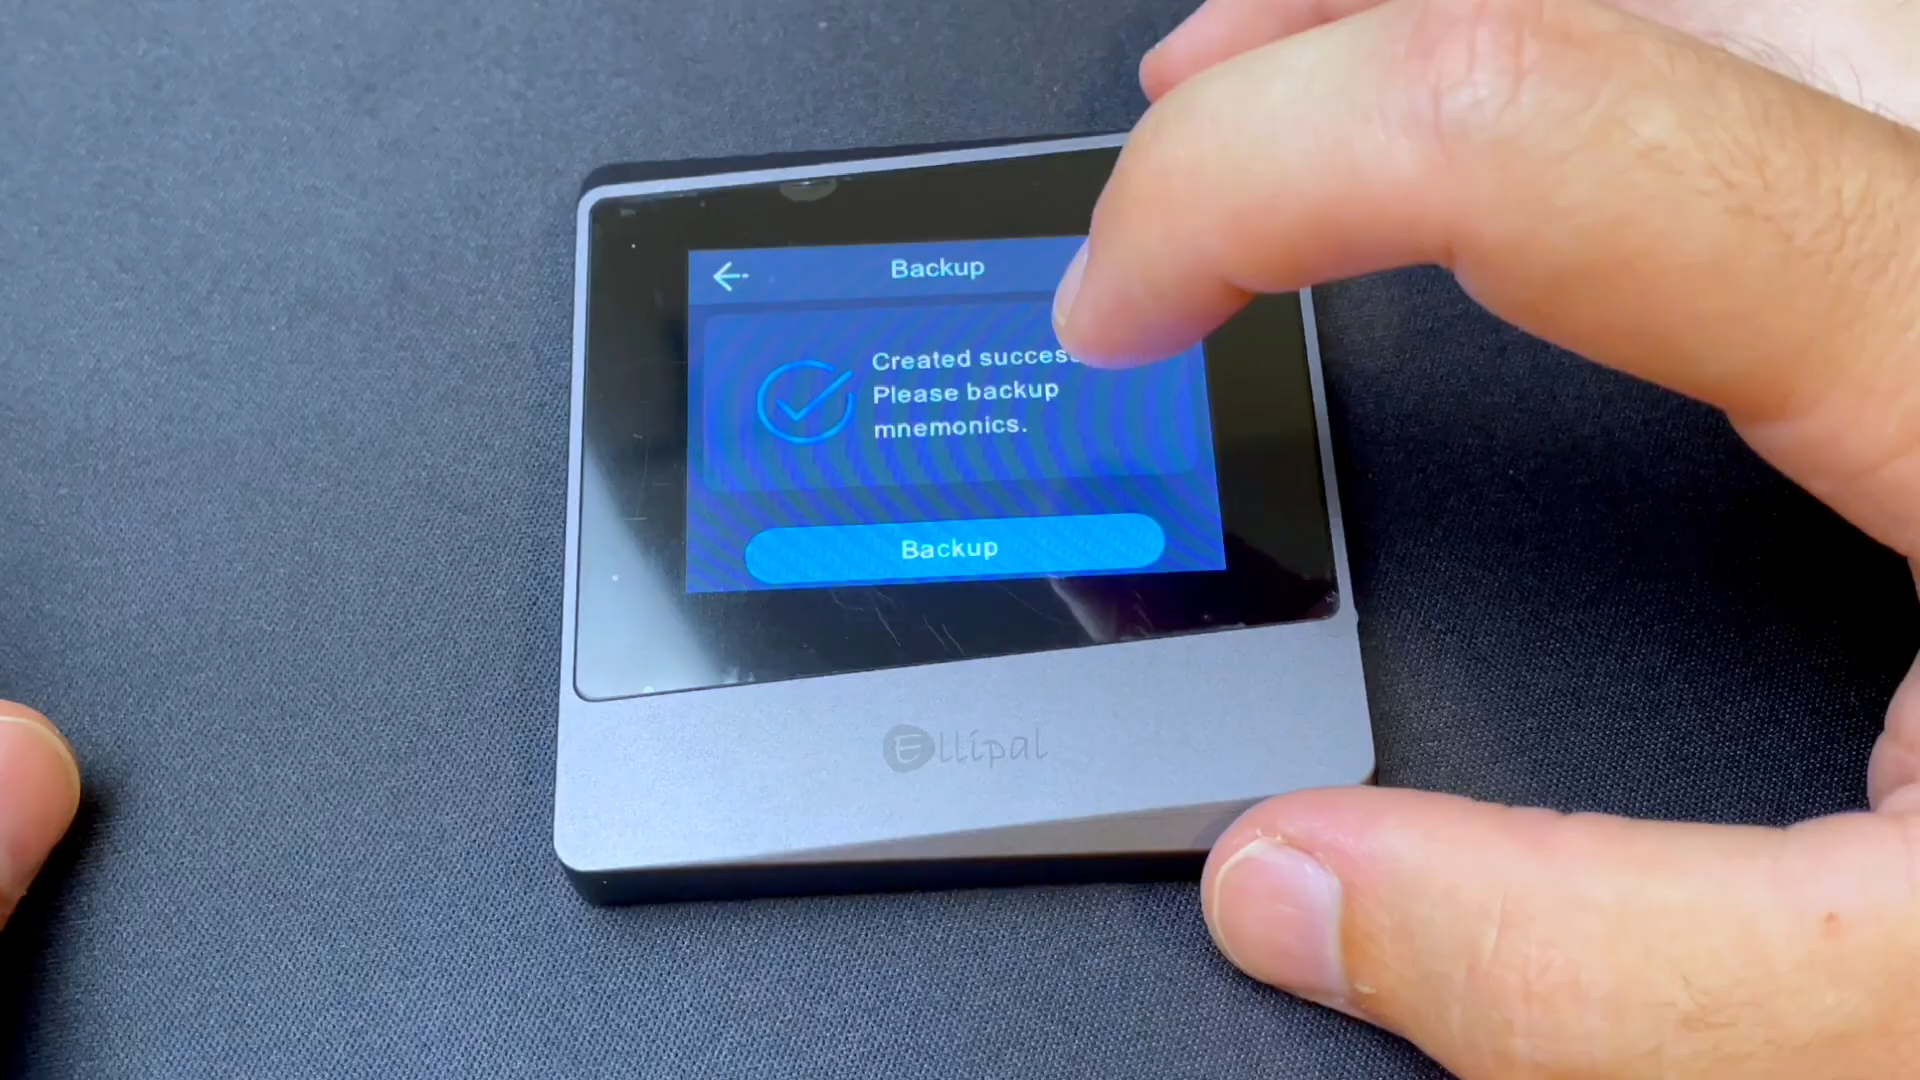 Backup
Created
Please backup
mnemonics.
Backup
Ellipal